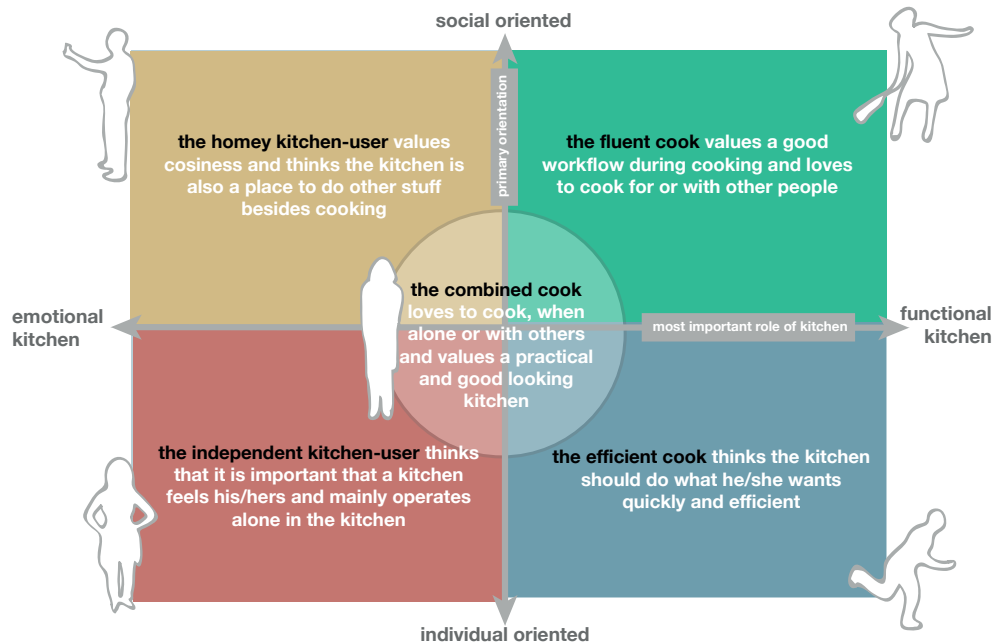 social oriented
primary orientation
the homey kitchen-user values
cosiness and thinks the kitchen is
also a place to do other stuff
besides cooking
the fluent cook values a good
workflow during cooking and loves
to cook for or with other people
the combined cook
loves to cook, when
alone or with others
and values a practical
and good looking
kitchen
emotional
kitchen
most important role of kitchen
functional
kitchen
the independent kitchen-user thinks
that it is important that a kitchen
feels his/hers and mainly operates
alone in the kitchen
the efficient cook thinks the kitchen
should do what he/she wants
quickly and efficient
individual oriented